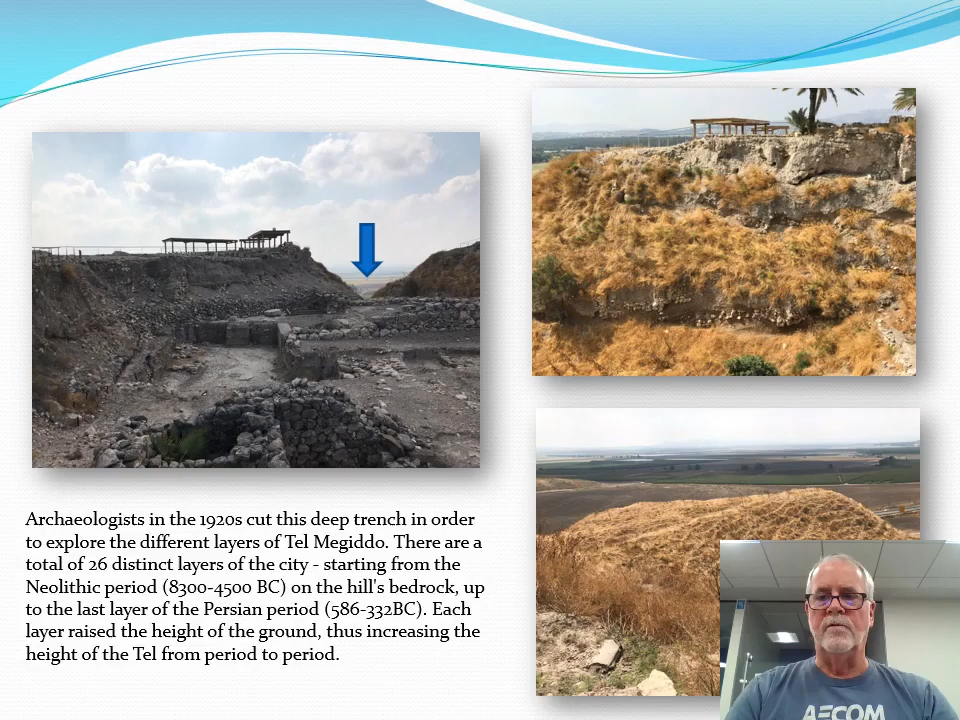 Archaeologists in the 1920s cut this deep trench in order
to explore the different layers of Tel Megiddo. There are a
total of 26 distinct layers of the city - starting from the
Neolithic period (8300-4500 BC) on the hill's bedrock, up
to the last layer of the Persian period (586-332BC). Each
layer raised the height of the ground, thus increasing the
height of the Tel from period to period.
AECOM